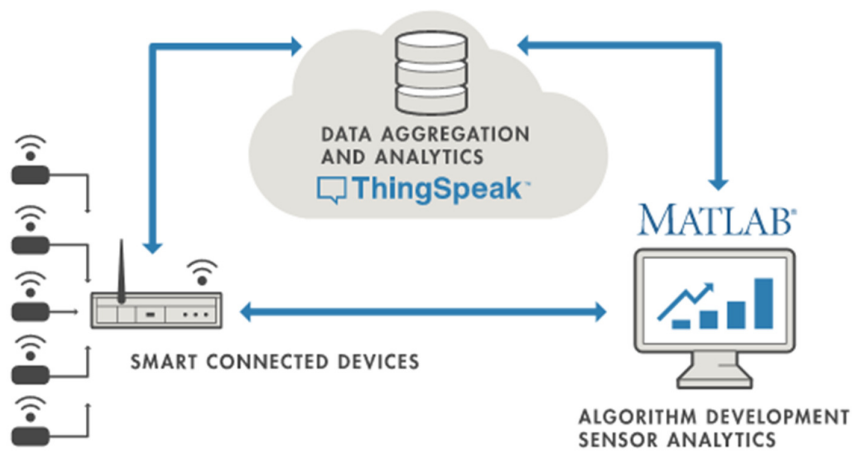 DATA AGGREGATION
AND ANALYTICS
ThingSpeak™
MATLAB®
SMART CONNECTED DEVICES
ALGORITHM DEVELOPMENT
SENSOR ANALYTICS